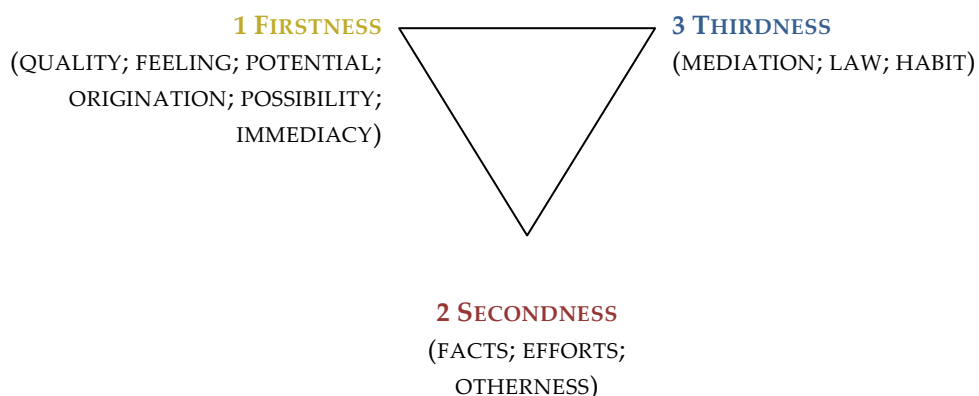 1 FIRSTNESS
(QUALITY; FEELING; POTENTIAL;
ORIGINATION; POSSIBILITY;
IMMEDIACY)
3 THIRDNESS
(MEDIATION; LAW; HABIT)
2 SECONDNESS
(FACTS; EFFORTS;
OTHERNESS)